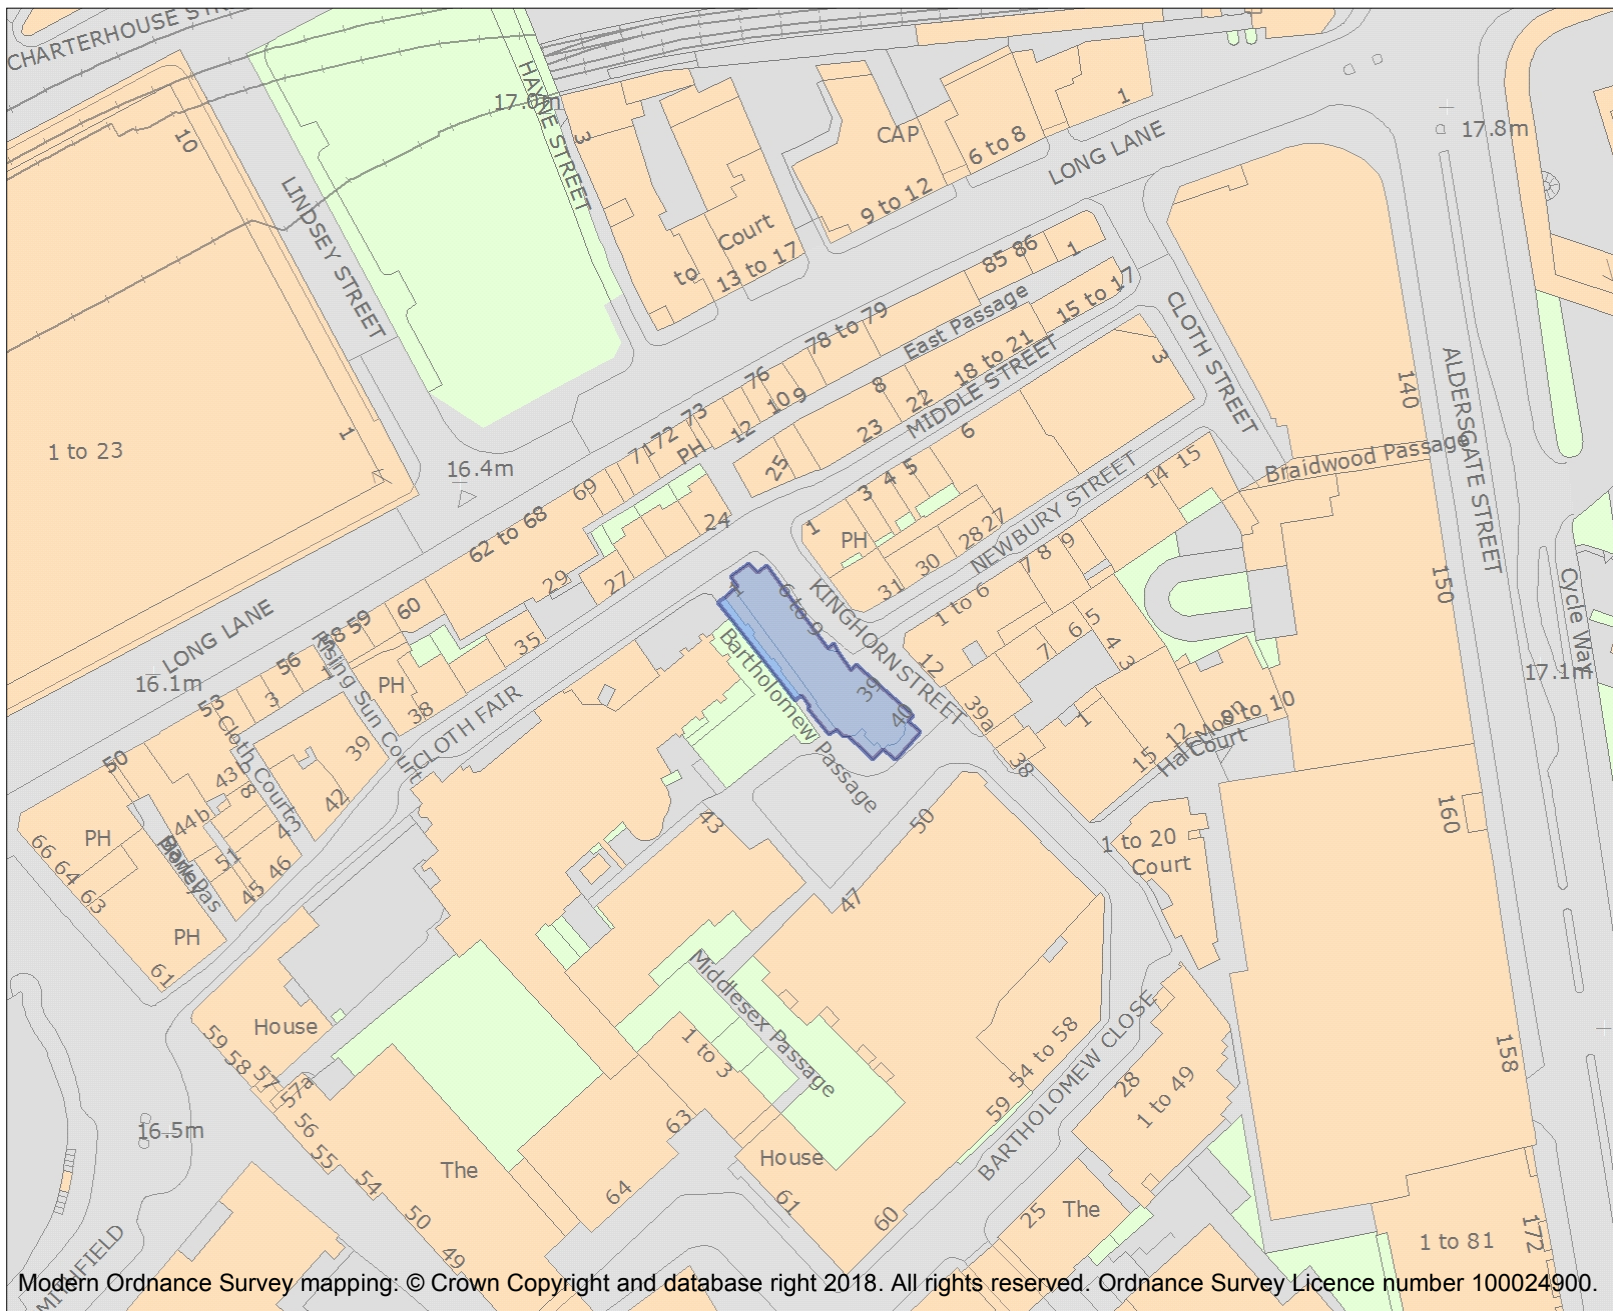 CHARTERHOUSE STR
HAYNE STREET
17.0m
3
CAP
1
6 to 8
LONG LANE
9 to 12
17.8m
10
LINDSEY STREET
Court
to
13 to 17
85 86
1
15 to 17
East Passage
78 to 79
18 to 21
MIDDLE STREET
CLOTH STREET
3
140
ALDERSGATE STREET
Braidwood Passage
1 to 23
1
16.4m
76
10 9
8
22
23
12
73
72
71
PH
25
69
62 to 68
24
6
5
4
3
1
PH
14 15
NEWBURY STREET
27
28
30
31
9
8
7
1 to 6
150
Cycle Way
17.1m
29
27
35
60
59
58
56
3
1
53
50
LONG LANE
16.1m
Rising Sun Court
PH
38
CLOTH FAIR
Cloth Court
39
42
43b
8
43
44b
51
46
45
1
6 to 9
KINGHORN STREET
39
40
Bartholomew Passage
12
7
6 5
4
3
39a
38
1
15
12
9 to 10
Half Moon
Court
160
1 to 20
Court
43
50
47
PH
66
64
63
PH
61
Middlesex Passage
1 to 3
House
59
58
57
57a
56
55
54
50
49
The
16.5m
63
64
House
61
60
59
54 to 58
BARTHOLOMEW CLOSE
28
1 to 49
25
The
158
172
1 to 81
Modern Ordnance Survey mapping: © Crown Copyright and database right 2018. All rights reserved. Ordnance Survey Licence number 100024900.